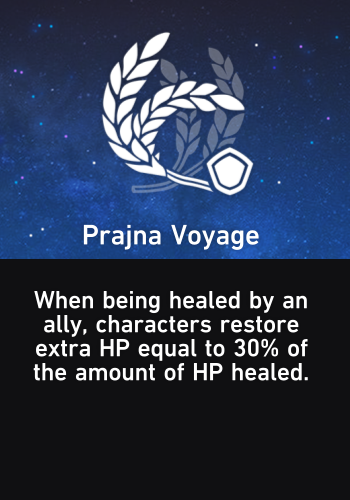 Prajna Voyage
When being healed by an
ally, characters restore
extra HP equal to 30% of
the amount of HP healed.